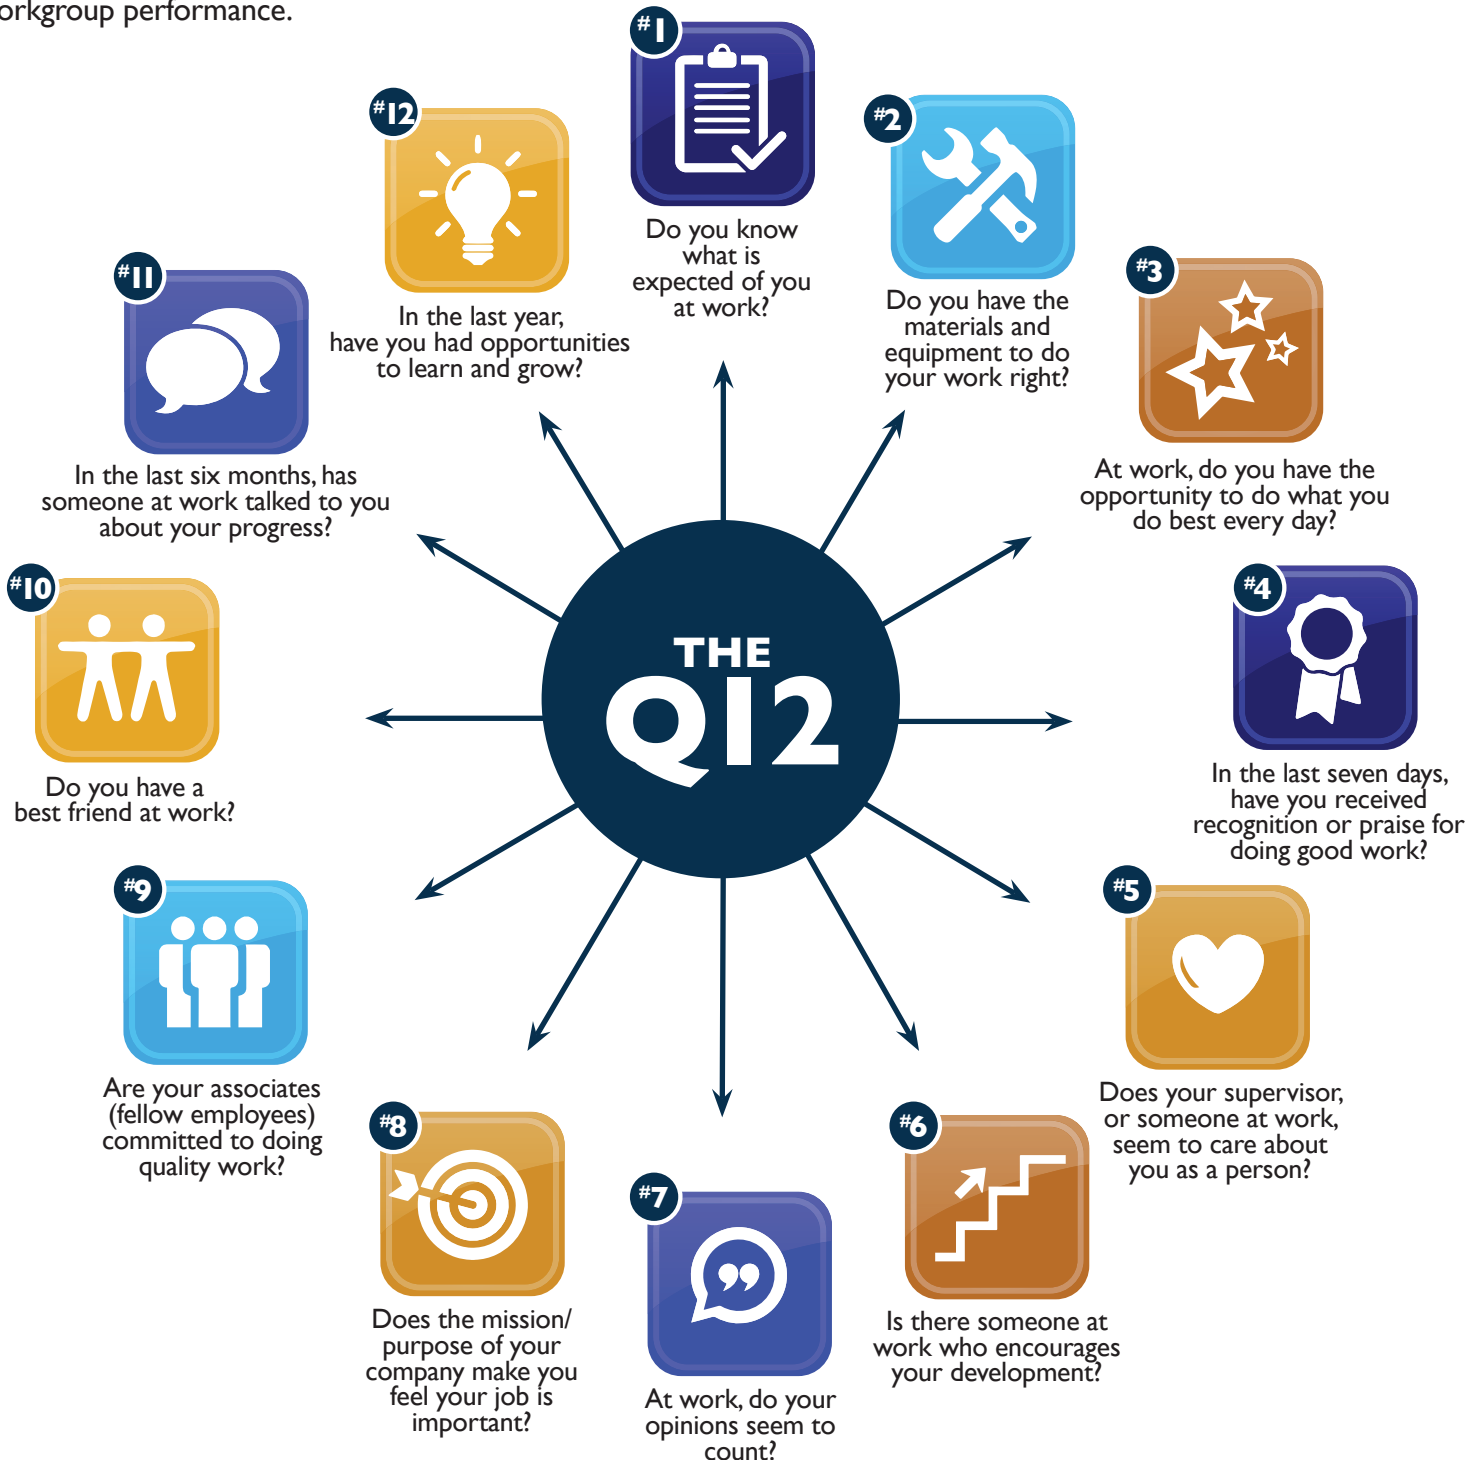 workgroup performance.
#1
Do you know
what is
expected of you
at work?
#2
Do you have the
materials and
equipment to do
your work right?
#3
At work, do you have the
opportunity to do what you
do best every day?
#4
In the last seven days,
have you received
recognition or praise for
doing good work?
#5
Does your supervisor,
or someone at work,
seem to care about
you as a person?
#6
Is there someone at
work who encourages
your development?
#7
At work, do your
opinions seem to
count?
#8
Does the mission/
purpose of your
company make you
feel your job is
important?
#9
Are your associates
(fellow employees)
committed to doing
quality work?
#10
Do you have a
best friend at work?
#11
In the last six months, has
someone at work talked to you
about your progress?
#12
In the last year,
have you had opportunities
to learn and grow?
THE
Q12